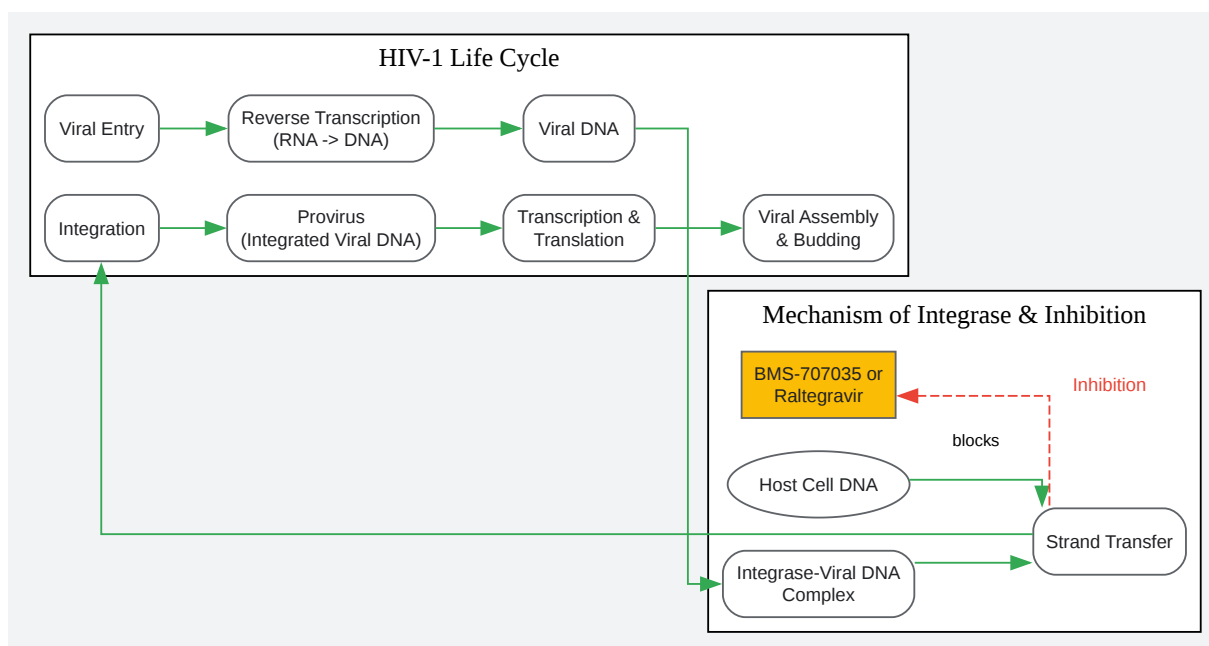 HIV-1 Life Cycle
Viral Entry
Reverse Transcription
(RNA -> DNA)
Viral DNA
Integration
Provirus
(Integrated Viral DNA)
Transcription &
Translation
Viral Assembly
& Budding
Mechanism of Integrase & Inhibition
BMS-707035 or
Raltegravir
Inhibition
blocks
Host Cell DNA
Strand Transfer
Integrase-Viral DNA
Complex